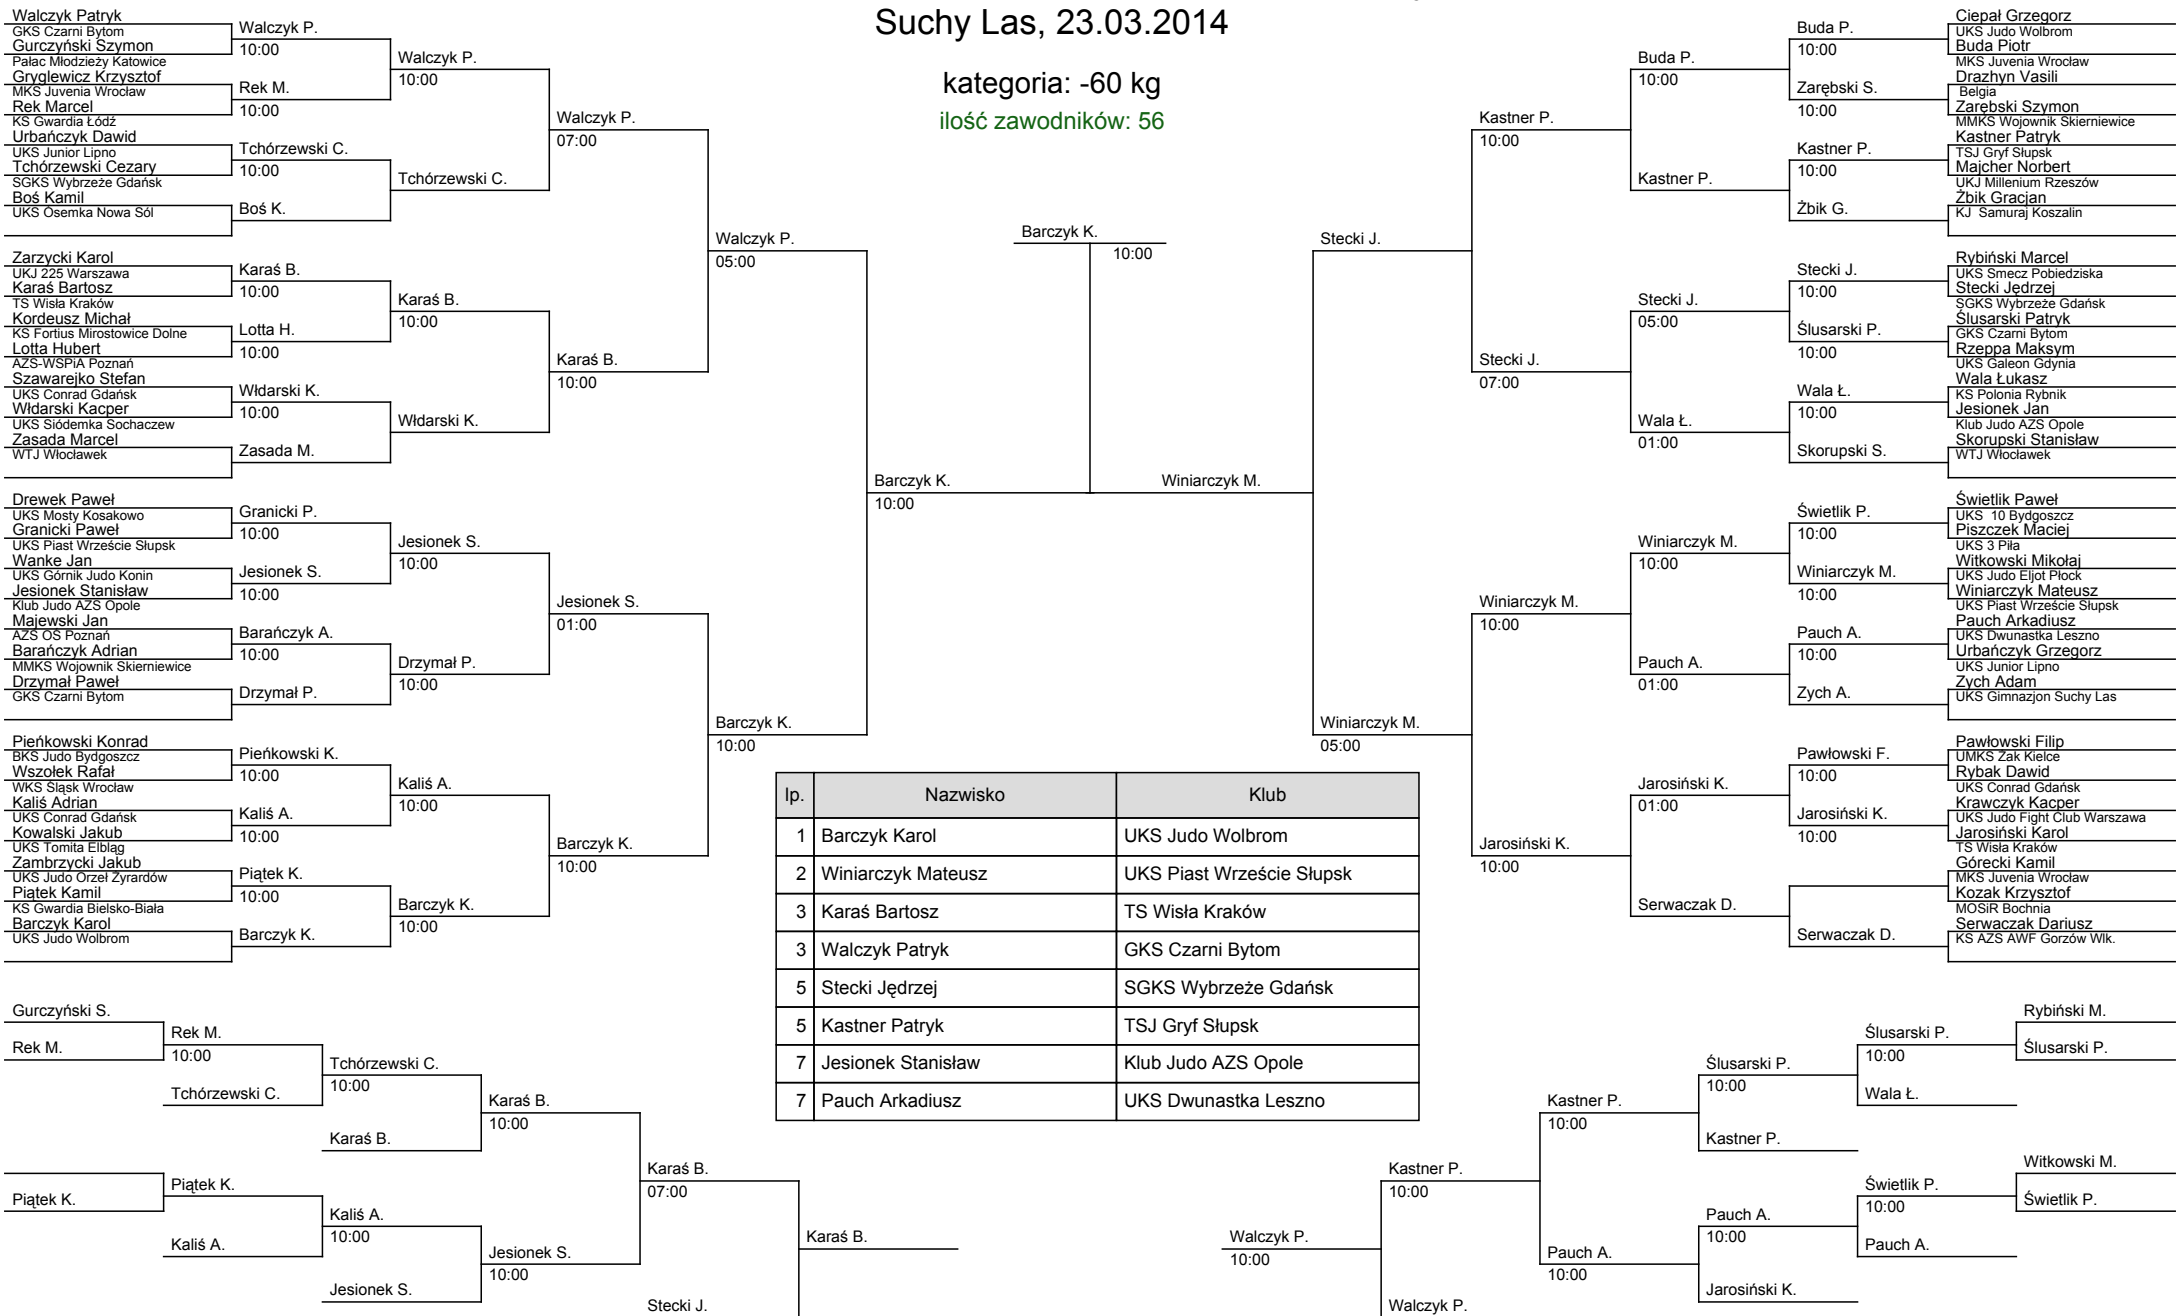 Suchy Las, 23.03.2014
kategoria: -60 kg
ilość zawodników: 56
Walczyk Patryk
GKS Czarni Bytom
Gurczyński Szymon
Pałac Młodzieży Katowice
Gryglewicz Krzysztof
MKS Juvenia Wrocław
Rek Marcel
KS Gwardia Łódź
Urbańczyk Dawid
UKS Junior Lipno
Tchórzewski Cezary
SGKS Wybrzeże Gdańsk
Boś Kamil
UKS Ósemka Nowa Sól
Zarzycki Karol
UKJ 225 Warszawa
Karaś Bartosz
TS Wisła Kraków
Kordeusz Michał
KS Fortius Mirostowice Dolne
Lotta Hubert
AZS-WSPiA Poznań
Szawarejko Stefan
UKS Conrad Gdańsk
Włdarski Kacper
UKS Siódemka Sochaczew
Zasada Marcel
WTJ Włocławek
Drewek Paweł
UKS Mosty Kosakowo
Granicki Paweł
UKS Piast Wrzeście Słupsk
Wanke Jan
UKS Górnik Judo Konin
Jesionek Stanisław
Klub Judo AZS Opole
Majewski Jan
AZS OŚ Poznań
Barańczyk Adrian
MMKS Wojownik Skierniewice
Drzymał Paweł
GKS Czarni Bytom
Pieńkowski Konrad
BKS Judo Bydgoszcz
Wszołek Rafał
WKS Śląsk Wrocław
Kaliś Adrian
UKS Conrad Gdańsk
Kowalski Jakub
UKS Tomita Elbląg
Zambrzycki Jakub
UKS Judo Orzeł Żyrardów
Piątek Kamil
KS Gwardia Bielsko-Biała
Barczyk Karol
UKS Judo Wolbrom
Walczyk P.
10:00
Rek M.
10:00
Tchórzewski C.
10:00
Boś K.
Karaś B.
10:00
Lotta H.
10:00
Włdarski K.
10:00
Zasada M.
Granicki P.
10:00
Jesionek S.
10:00
Barańczyk A.
10:00
Drzymał P.
Pieńkowski K.
10:00
Kaliś A.
10:00
Piątek K.
10:00
Barczyk K.
Walczyk P.
10:00
Tchórzewski C.
Karaś B.
10:00
Włdarski K.
Jesionek S.
10:00
Drzymał P.
10:00
Kaliś A.
10:00
Barczyk K.
10:00
Walczyk P.
07:00
Karaś B.
10:00
Jesionek S.
01:00
Barczyk K.
10:00
Walczyk P.
05:00
Barczyk K.
10:00
Barczyk K.
10:00
Barczyk K.
10:00
Winiarczyk M.
Stecki J.
Winiarczyk M.
05:00
Kastner P.
10:00
Stecki J.
07:00
Winiarczyk M.
10:00
Jarosiński K.
10:00
Buda P.
10:00
Kastner P.
Stecki J.
05:00
Wala Ł.
01:00
Winiarczyk M.
10:00
Pauch A.
01:00
Jarosiński K.
01:00
Serwaczak D.
Buda P.
10:00
Zarębski S.
10:00
Kastner P.
10:00
Żbik G.
Stecki J.
10:00
Ślusarski P.
10:00
Wala Ł.
10:00
Skorupski S.
Świetlik P.
10:00
Winiarczyk M.
10:00
Pauch A.
10:00
Zych A.
Pawłowski F.
10:00
Jarosiński K.
10:00
Serwaczak D.
Ciepał Grzegorz
UKS Judo Wolbrom
Buda Piotr
MKS Juvenia Wrocław
Drazhyn Vasili
Belgia
Zarębski Szymon
MMKS Wojownik Skierniewice
Kastner Patryk
TSJ Gryf Słupsk
Majcher Norbert
UKJ Millenium Rzeszów
Żbik Gracjan
KJ Samuraj Koszalin
Rybiński Marcel
UKS Smecz Pobiedziska
Stecki Jędrzej
SGKS Wybrzeże Gdańsk
Ślusarski Patryk
GKS Czarni Bytom
Rzeppa Maksym
UKS Galeon Gdynia
Wala Łukasz
KS Polonia Rybnik
Jesionek Jan
Klub Judo AZS Opole
Skorupski Stanisław
WTJ Włocławek
Świetlik Paweł
UKS 10 Bydgoszcz
Piszczek Maciej
UKS 3 Piła
Witkowski Mikołaj
UKS Judo Eljot Płock
Winiarczyk Mateusz
UKS Piast Wrzeście Słupsk
Pauch Arkadiusz
UKS Dwunastka Leszno
Urbańczyk Grzegorz
UKS Junior Lipno
Zych Adam
UKS Gimnazjon Suchy Las
Pawłowski Filip
UMKS Żak Kielce
Rybak Dawid
UKS Conrad Gdańsk
Krawczyk Kacper
UKS Judo Fight Club Warszawa
Jarosiński Karol
TS Wisła Kraków
Górecki Kamil
MKS Juvenia Wrocław
Kozak Krzysztof
MOSiR Bochnia
Serwaczak Dariusz
KS AZS AWF Gorzów Wlk.
lp. Nazwisko Klub
1 Barczyk Karol UKS Judo Wolbrom
2 Winiarczyk Mateusz UKS Piast Wrzeście Słupsk
3 Karaś Bartosz TS Wisła Kraków
3 Walczyk Patryk GKS Czarni Bytom
5 Stecki Jędrzej SGKS Wybrzeże Gdańsk
5 Kastner Patryk TSJ Gryf Słupsk
7 Jesionek Stanisław Klub Judo AZS Opole
7 Pauch Arkadiusz UKS Dwunastka Leszno
Gurczyński S.
Rek M.
Piątek K.
Rek M.
10:00
Tchórzewski C.
Piątek K.
Kaliś A.
Tchórzewski C.
10:00
Karaś B.
Kaliś A.
10:00
Jesionek S.
Karaś B.
10:00
Jesionek S.
10:00
Karaś B.
07:00
Stecki J.
Karaś B.
Walczyk P.
10:00
Kastner P.
10:00
Walczyk P.
Kastner P.
10:00
Pauch A.
10:00
Ślusarski P.
10:00
Kastner P.
Pauch A.
10:00
Jarosiński K.
Ślusarski P.
10:00
Wala Ł.
Świetlik P.
10:00
Pauch A.
Rybiński M.
Ślusarski P.
Witkowski M.
Świetlik P.